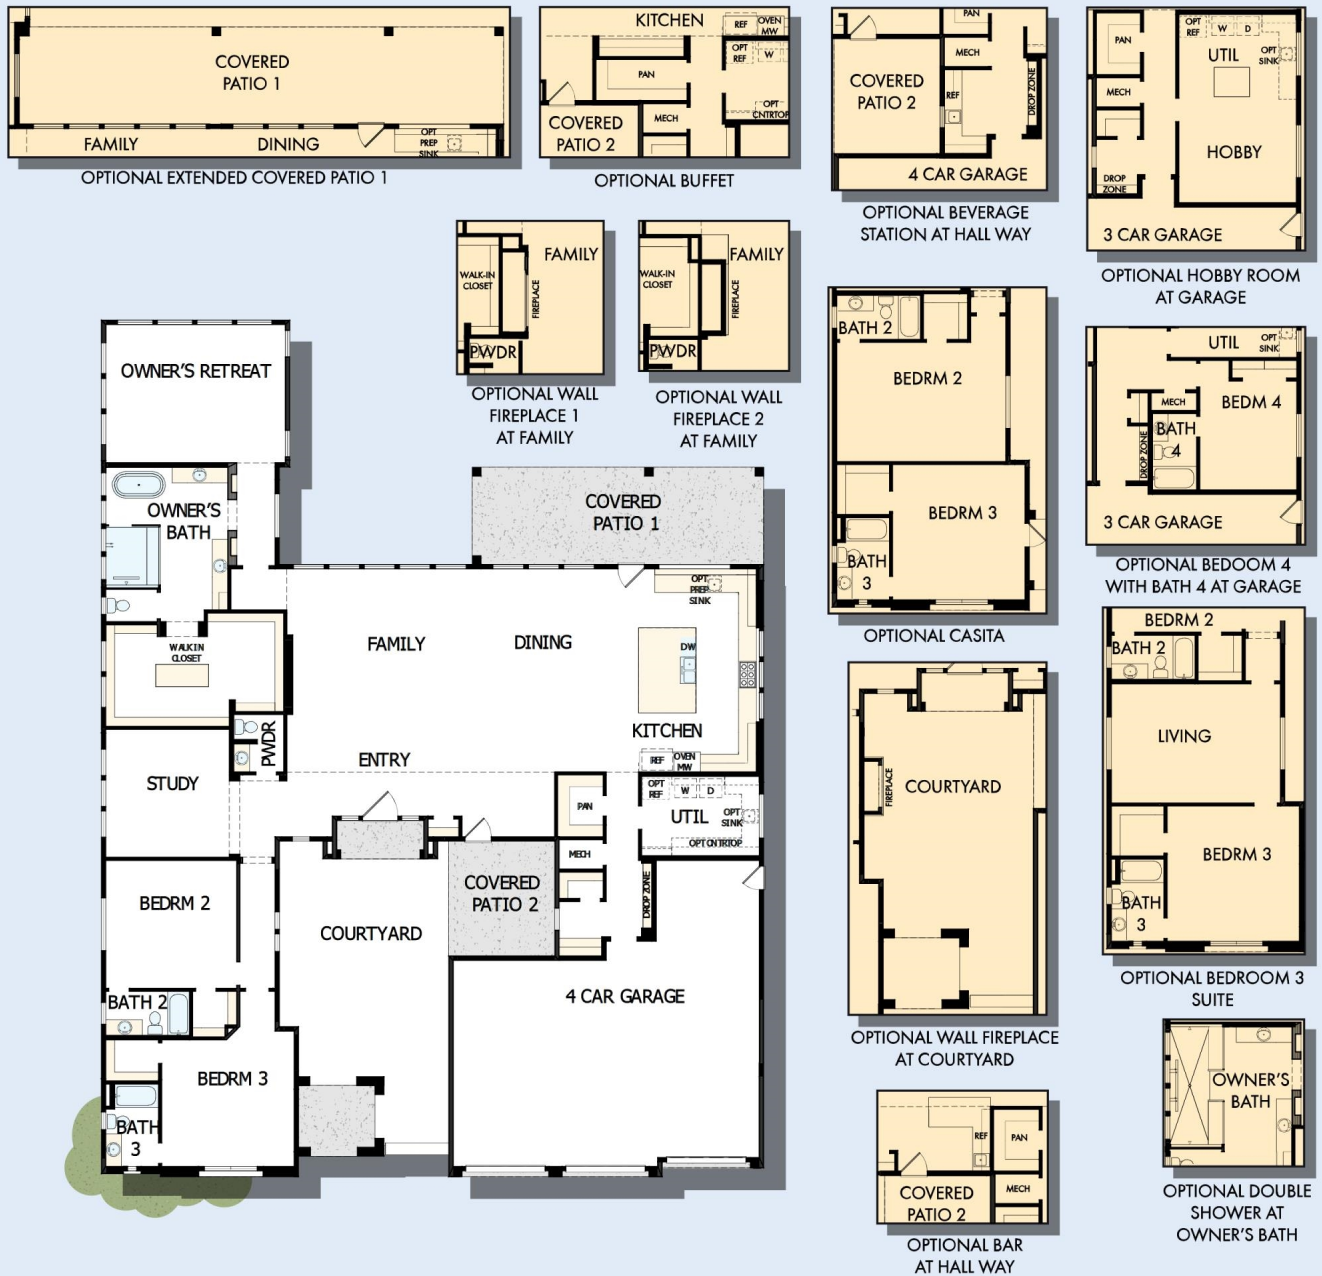 COVERED
PATIO 1
FAMILY
DINING
OPT
PREP
SINK
OPTIONAL EXTENDED COVERED PATIO 1
KITCHEN
REF
OVEN
MW
OPT
REF
W
PAN
MECH
OPT
CNTRTOP
COVERED
PATIO 2
OPTIONAL BUFFET
PAN
MECH
COVERED
PATIO 2
REF
DROP ZONE
4 CAR GARAGE
OPTIONAL BEVERAGE
STATION AT HALL WAY
OPT
REF
W
D
PAN
UTIL
OPT
SINK
MECH
HOBBY
DROP
ZONE
3 CAR GARAGE
OPTIONAL HOBBY ROOM
AT GARAGE
FAMILY
WALK-IN
CLOSET
FIREPLACE
PWDR
OPTIONAL WALL
FIREPLACE 1
AT FAMILY
FAMILY
WALK-IN
CLOSET
FIREPLACE
PWDR
OPTIONAL WALL
FIREPLACE 2
AT FAMILY
BATH 2
BEDRM 2
BEDRM 3
BATH
3
OPTIONAL CASITA
UTIL
OPT
SINK
MECH
BEDM 4
BATH
4
DROP ZONE
3 CAR GARAGE
OPTIONAL BEDOOM 4
WITH BATH 4 AT GARAGE
OWNER'S RETREAT
OWNER'S
BATH
COVERED
PATIO 1
OPT.
PREP
SINK
WALK IN
CLOSET
FAMILY
DINING
DW
KITCHEN
PWDR
STUDY
ENTRY
REF
OVEN
MW
OPT
REF
W
D
PAN
UTIL
OPT
SINK
OPT CNTRTOP
MECH
DROP ZONE
COVERED
PATIO 2
BEDRM 2
COURTYARD
BATH 2
4 CAR GARAGE
BEDRM 3
BATH
3
COURTYARD
FIREPLACE
OPTIONAL WALL FIREPLACE
AT COURTYARD
BEDRM 2
BATH 2
LIVING
BEDRM 3
BATH
3
OPTIONAL BEDROOM 3
SUITE
REF
PAN
MECH
COVERED
PATIO 2
OPTIONAL BAR
AT HALL WAY
OWNER'S
BATH
OPTIONAL DOUBLE
SHOWER AT
OWNER'S BATH